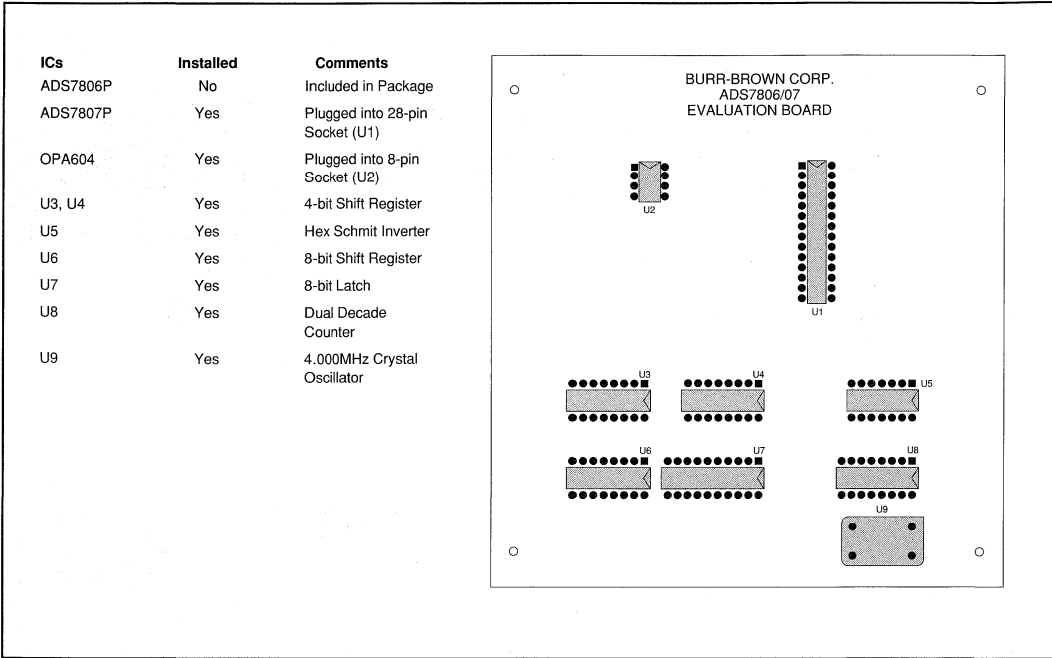 ICs Installed Comments
ADS7806P No Included in Package
ADS7807P Yes Plugged into 28-pin
Socket (U1)
OPA604 Yes Plugged into 8-pin
Socket (U2)
U3, U4 Yes 4-bit Shift Register
U5 Yes Hex Schmit Inverter
U6 Yes 8-bit Shift Register
U7 Yes 8-bit Latch
U8 Yes Dual Decade
Counter
U9 Yes 4.000MHz Crystal
Oscillator
BURR-BROWN CORP.
ADS7806/07
EVALUATION BOARD
U2
U1
U3
U4
U5
U6
U7
U8
U9